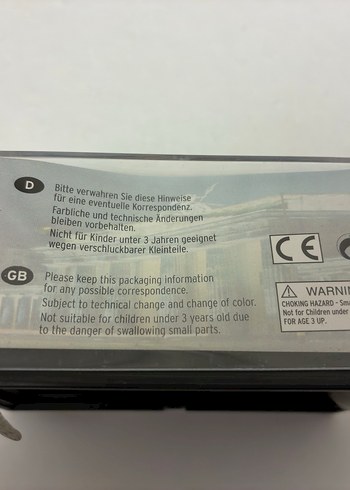 D
Bitte verwahren Sie diese Hinweise
für eine eventuelle Korrespondenz.
Farbliche und technische Änderungen
bleiben vorbehalten.
Nicht für Kinder unter 3 Jahren geeignet
wegen verschluckbarer Kleinteile.
GB
Please keep this packaging information
for any possible correspondence.
Subject to technical change and change of color.
Not suitable for children under 3 years old due
to the danger of swallowing small parts.
CE
WARNIN
CHOKING HAZARD - Sma
Not for Children under
FOR AGE 3 UP.